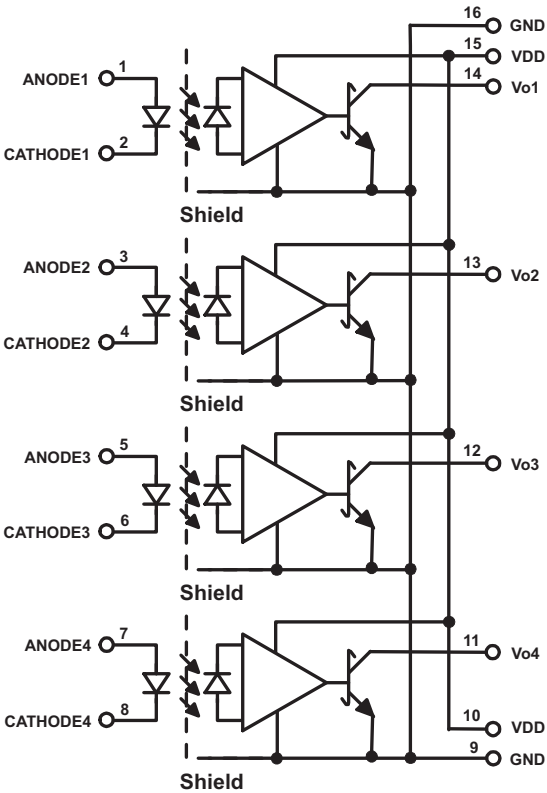 16 GND
15 VDD
ANODE1 1
14 Vo1
CATHODE1 2
Shield
ANODE2 3
13 Vo2
CATHODE2 4
Shield
ANODE3 5
12 Vo3
CATHODE3 6
Shield
ANODE4 7
11 Vo4
CATHODE4 8
10 VDD
9 GND
Shield